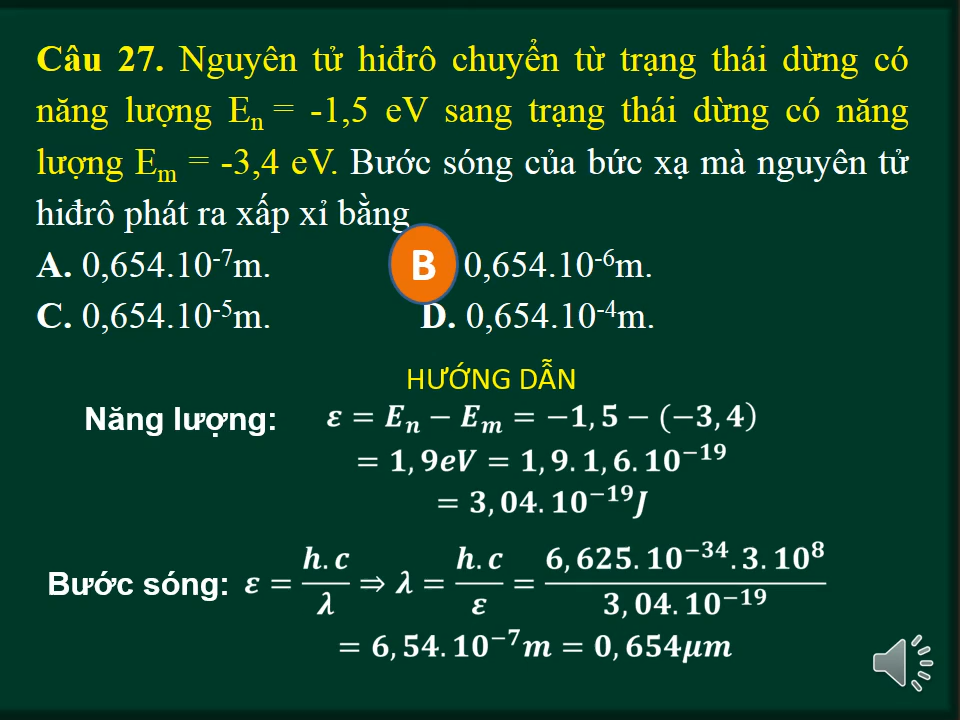 Câu 27. Nguyên tử hiđrô chuyển từ trạng thái dừng có
năng lượng Eₙ = -1,5 eV sang trạng thái dừng có năng
lượng Eₘ = -3,4 eV. Bước sóng của bức xạ mà nguyên tử
hiđrô phát ra xấp xỉ bằng
A. 0,654.10⁻⁷m. B 0,654.10⁻⁶m.
C. 0,654.10⁻⁵m. D. 0,654.10⁻⁴m.
HƯỚNG DẪN
Năng lượng: ε = Eₙ − Eₘ = −1,5 − (−3,4)
= 1,9eV = 1,9.1,6.10⁻¹⁹
= 3,04.10⁻¹⁹J
Bước sóng: ε = h.c/λ ⇒ λ = h.c/ε = 6,625.10⁻³⁴.3.10⁸/3,04.10⁻¹⁹
= 6,54.10⁻⁷m = 0,654μm